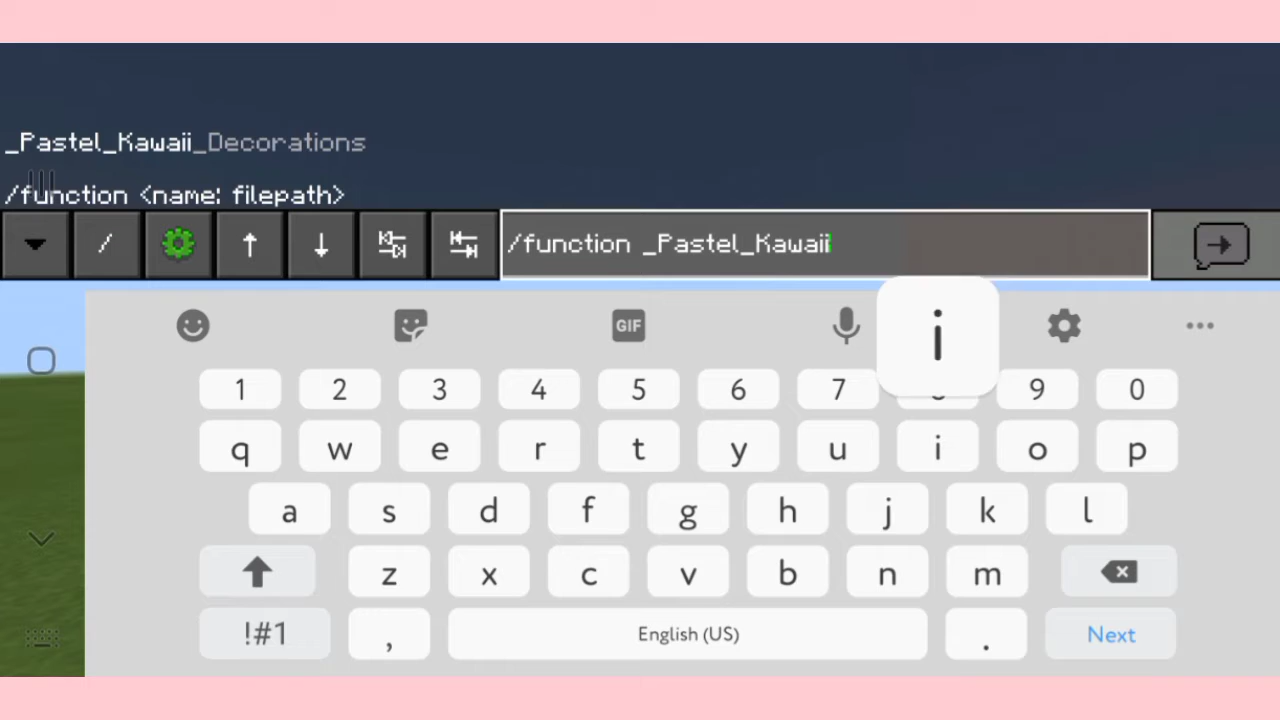 _Pastel_Kawaii_Decorations
/function <name: filepath>
/ /function _Pastel_Kawaii
GIF i
1 2 3 4 5 6 7 9 0
q w e r t y u i o p
a s d f g h j k l
z x c v b n m
!#1 , English (US) . Next